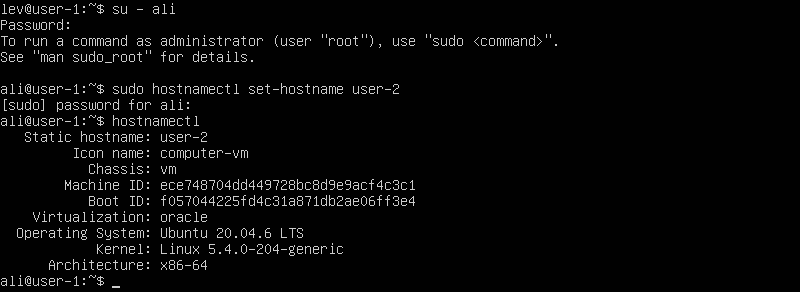 lev@user-1:~$ su - ali
Password:
To run a command as administrator (user "root"), use "sudo <command>".
See "man sudo_root" for details.
ali@user-1:~$ sudo hostnamectl set-hostname user-2
[sudo] password for ali:
ali@user-1:~$ hostnamectl
Static hostname: user-2
Icon name: computer-vm
Chassis: vm
Machine ID: ece748704dd449728bc8d9e9acf4c3c1
Boot ID: f057044225fd4c31a871db2ae06ff3e4
Virtualization: oracle
Operating System: Ubuntu 20.04.6 LTS
Kernel: Linux 5.4.0-204-generic
Architecture: x86-64
ali@user-1:~$ _